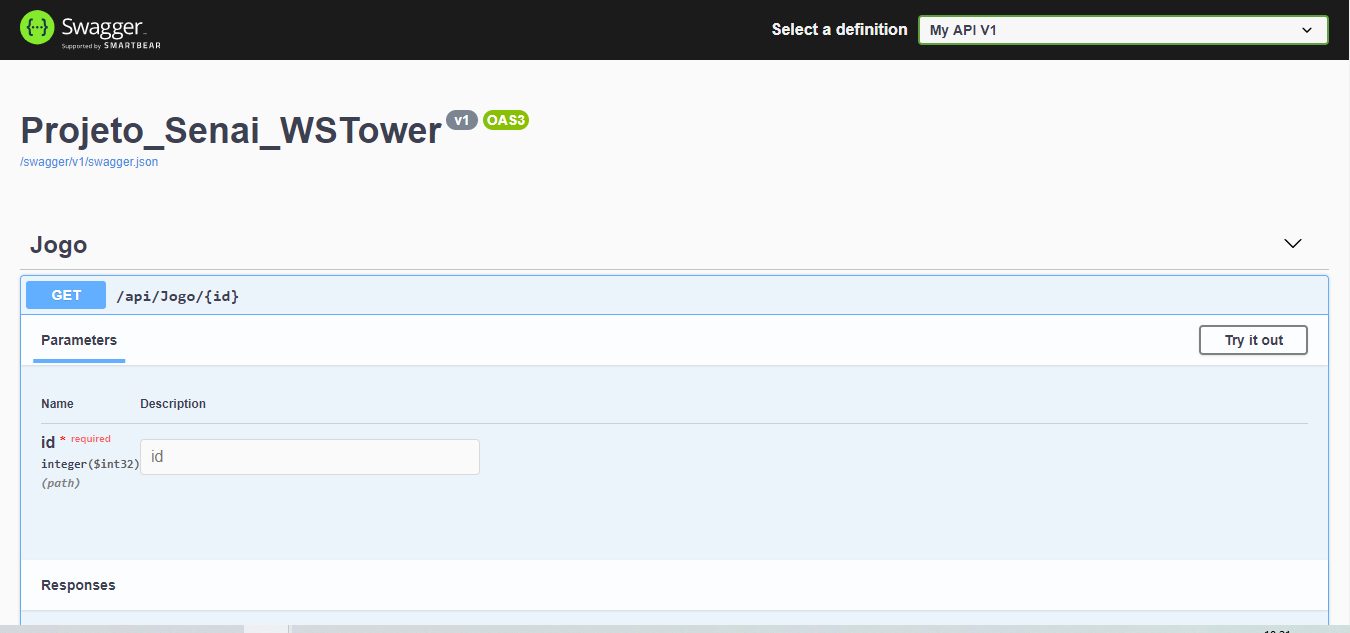 Swagger
Supported by SMARTBEAR
Select a definition
My API V1
Projeto_Senai_WSTower v1 OAS3
/swagger/v1/swagger.json
Jogo
GET /api/Jogo/{id}
Parameters
Try it out
Name Description
id * required
integer($int32)
(path)
id
Responses